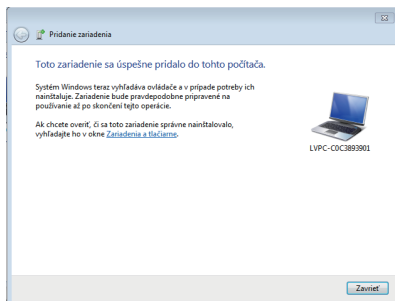 Pridanie zariadenia
Toto zariadenie sa úspešne pridalo do tohto počítača.
Systém Windows teraz vyhľadáva ovládače a v prípade potreby ich
nainštaluje. Zariadenie bude pravdepodobne pripravené na
používanie až po skončení tejto operácie.
Ak chcete overiť, či sa toto zariadenie správne nainštalovalo,
vyhľadajte ho v okne Zariadenia a tlačiarne.
LVPC-C0C3893901
Zavrieť